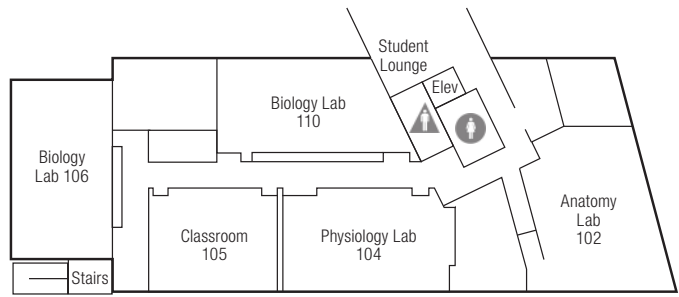 Student
Lounge
Elev
Biology Lab
110
Biology
Lab 106
Anatomy
Lab
102
Classroom
105
Physiology Lab
104
Stairs